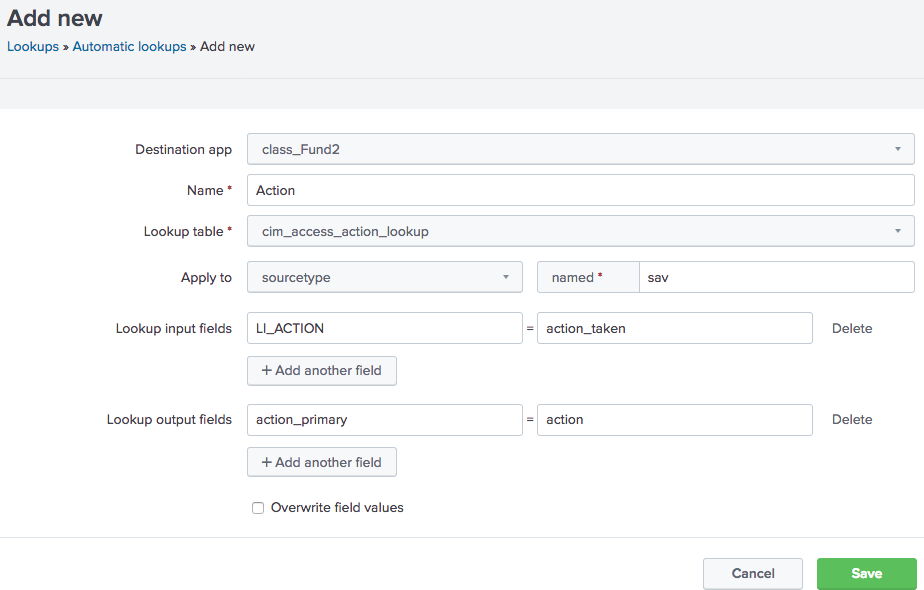 Add new
Lookups » Automatic lookups » Add new
Destination app class_Fund2
Name * Action
Lookup table * cim_access_action_lookup
Apply to sourcetype named * sav
Lookup input fields LI_ACTION = action_taken Delete
+ Add another field
Lookup output fields action_primary = action Delete
+ Add another field
Overwrite field values
Cancel Save